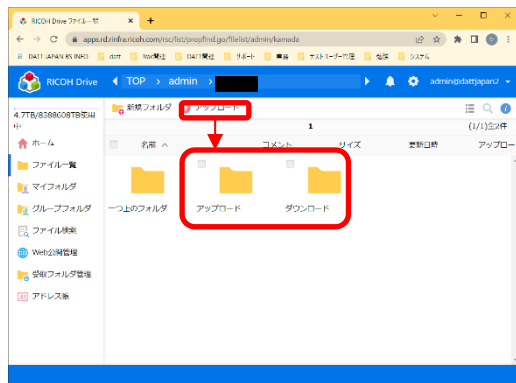 RICOH Drive ファイル一覧
apps.rd.rinfra.ricoh.com/rsc/list/propfind.go/filelist/admin/kamada
DATT JAPAN BS INFO datt Trac関連 DATT関連 サポート 業務 テストユーザー管理 勉強 システム
RICOH Drive TOP > admin > admin@dattjapan2
4.7TB/8388608TB使用中
新規フォルダ アップロード
1 (1/1)全2件
名前 コメント サイズ 更新日時 アップロー
ホーム
ファイル一覧
マイフォルダ
グループフォルダ
ファイル検索
Web公開管理
受取フォルダ管理
アドレス帳
一つ上のフォルダ アップロード ダウンロード